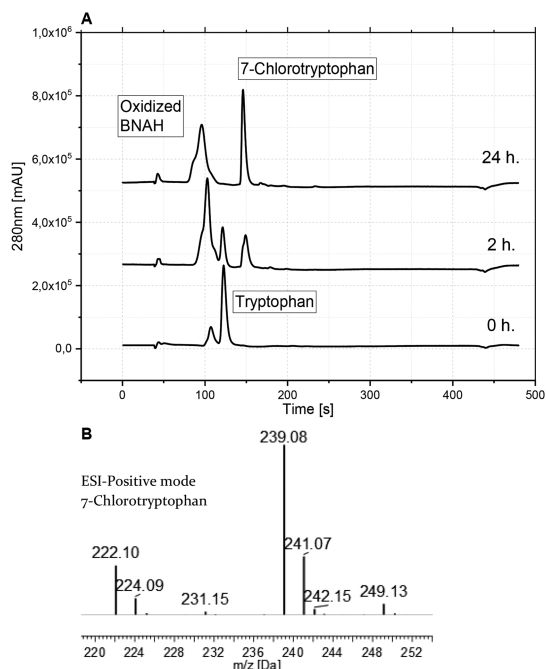 A
1,0x10⁶
8,0x10⁵
6,0x10⁵
4,0x10⁵
2,0x10⁵
0,0
280nm [mAU]
7-Chlorotryptophan
Oxidized
BNAH
24 h.
2 h.
Tryptophan
0 h.
0 100 200 300 400 500
Time [s]
B
239.08
ESI-Positive mode
7-Chlorotryptophan
222.10
241.07
224.09
231.15
242.15
249.13
220 224 228 232 236 240 244 248 252
m/z [Da]